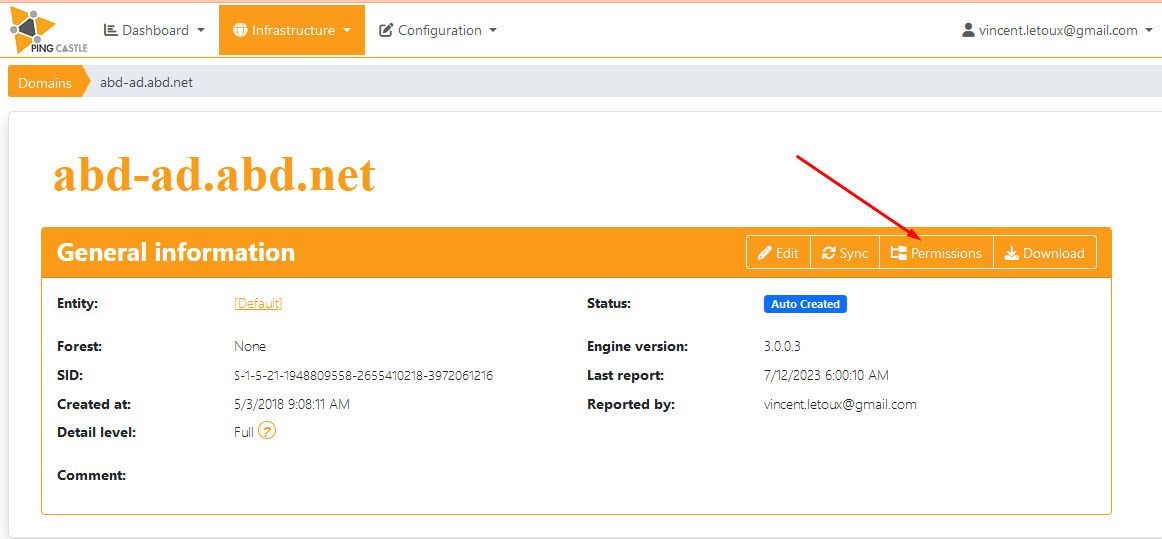 PING CASTLE
Dashboard Infrastructure Configuration vincent.letoux@gmail.com
Domains abd-ad.abd.net
abd-ad.abd.net
General information Edit Sync Permissions Download
Entity: [Default] Status: Auto Created
Forest: None Engine version: 3.0.0.3
SID: S-1-5-21-1948809558-2655410218-3972061216 Last report: 7/12/2023 6:00:10 AM
Created at: 5/3/2018 9:08:11 AM Reported by: vincent.letoux@gmail.com
Detail level: Full ?
Comment: